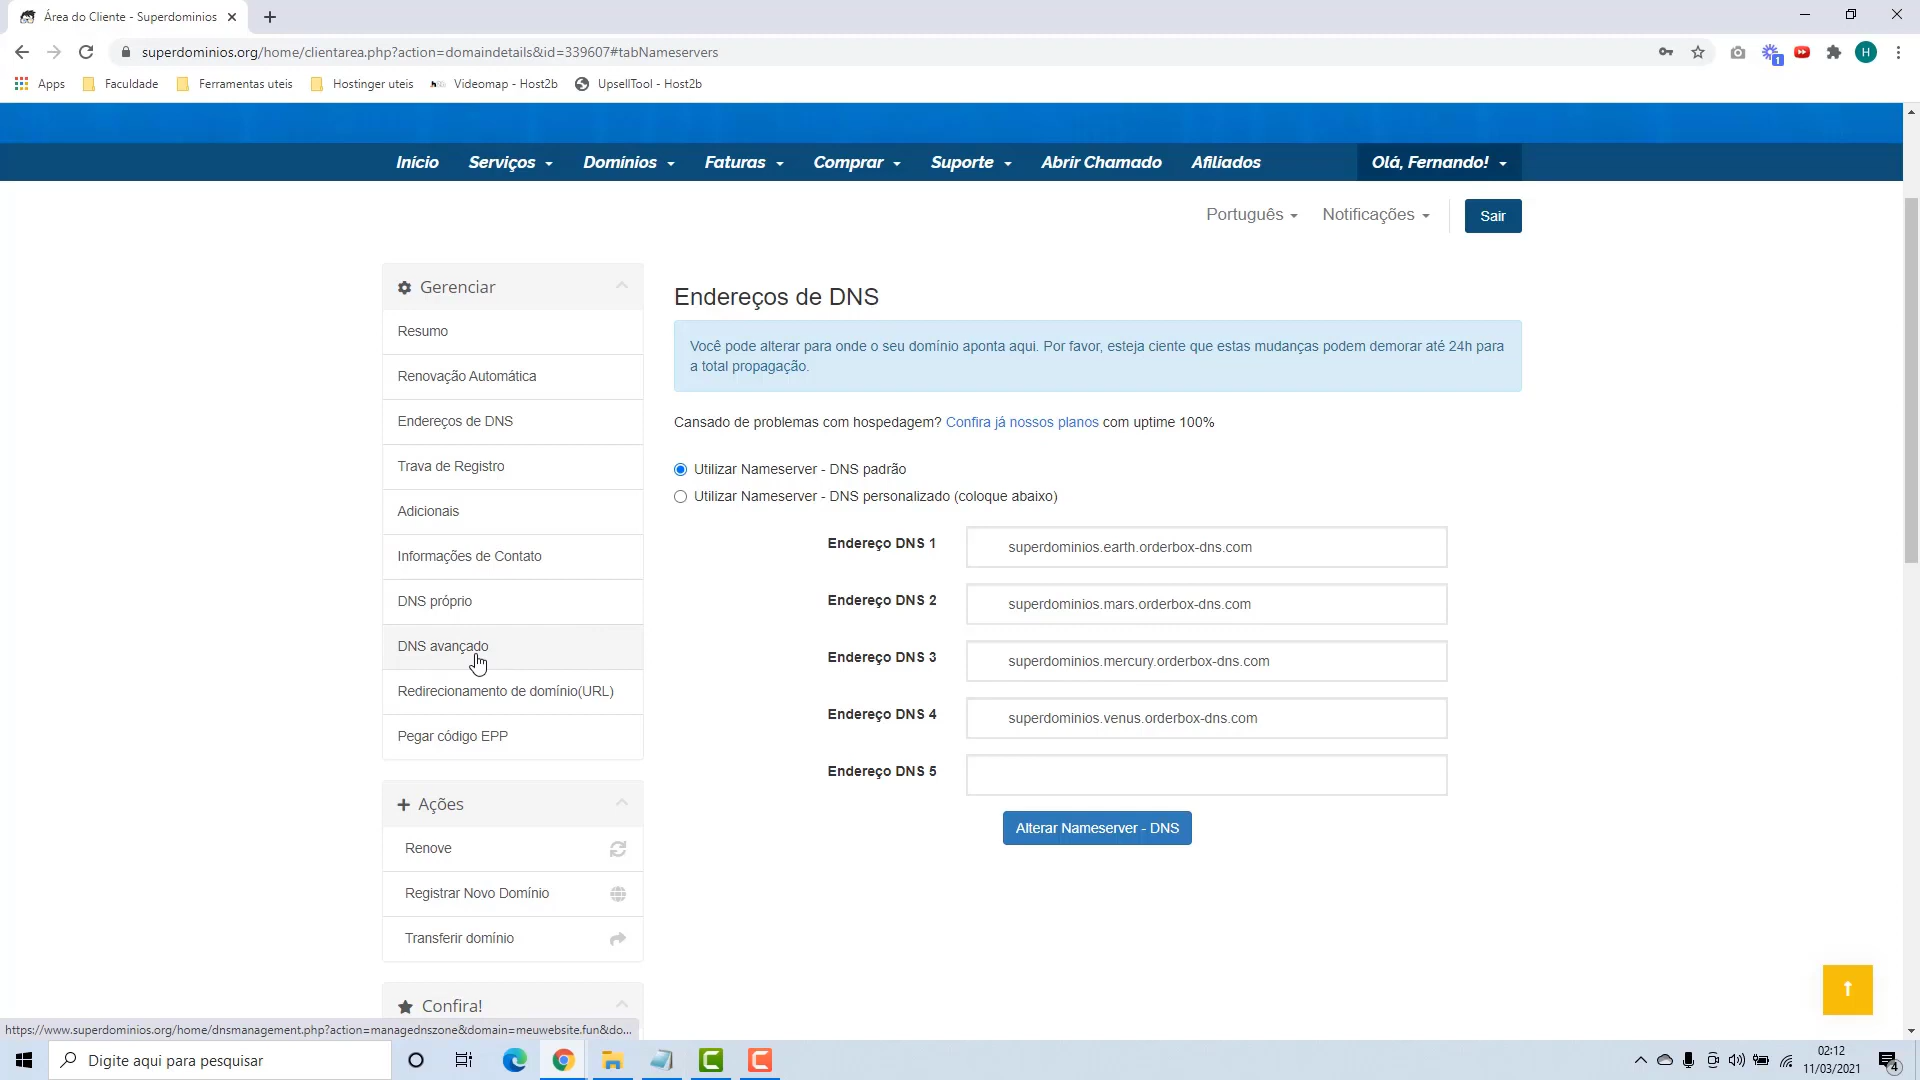 Área do Cliente - Superdominios
superdominios.org/home/clientarea.php?action=domaindetails&id=339607#tabNameservers
1
H
Apps
Faculdade
Ferramentas uteis
Hostinger uteis
Videomap - Host2b
UpsellTool - Host2b
Início
Serviços
Domínios
Faturas
Comprar
Suporte
Abrir Chamado
Afiliados
Olá, Fernando!
Português
Notificações
Sair
Gerenciar
Resumo
Renovação Automática
Endereços de DNS
Trava de Registro
Adicionais
Informações de Contato
DNS próprio
DNS avançado
Redirecionamento de domínio(URL)
Pegar código EPP
Ações
Renove
Registrar Novo Domínio
Transferir domínio
Confira!
Endereços de DNS
Você pode alterar para onde o seu domínio aponta aqui. Por favor, esteja ciente que estas mudanças podem demorar até 24h para
a total propagação.
Cansado de problemas com hospedagem? Confira já nossos planos com uptime 100%
Utilizar Nameserver - DNS padrão
Utilizar Nameserver - DNS personalizado (coloque abaixo)
Endereço DNS 1
superdominios.earth.orderbox-dns.com
Endereço DNS 2
superdominios.mars.orderbox-dns.com
Endereço DNS 3
superdominios.mercury.orderbox-dns.com
Endereço DNS 4
superdominios.venus.orderbox-dns.com
Endereço DNS 5
Alterar Nameserver - DNS
https://www.superdominios.org/home/dnsmanagement.php?action=managednszone&domain=meuwebsite.fun&do...
Digite aqui para pesquisar
02:12
11/03/2021
4